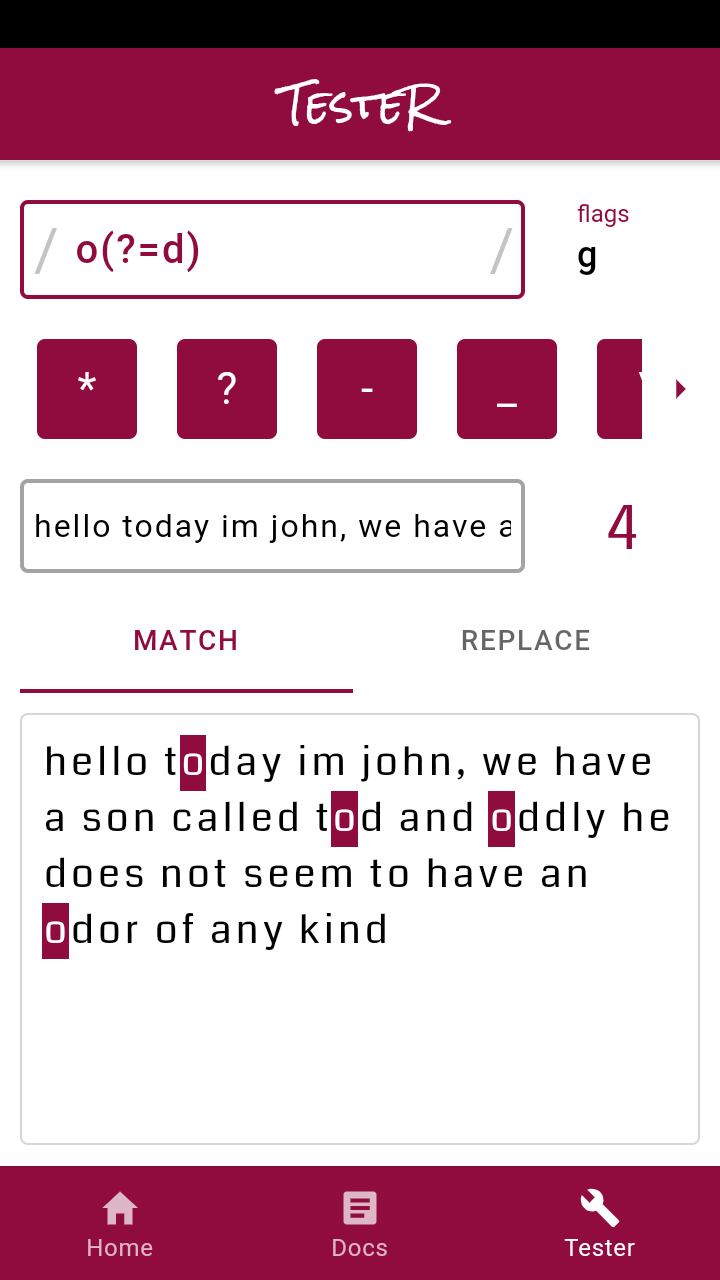 TESTER
/ o(?=d) /
flags
g
* ? - _
hello today im john, we have a
4
MATCH REPLACE
hello today im john, we have
a son called tod and oddly he
does not seem to have an
odor of any kind
Home Docs Tester